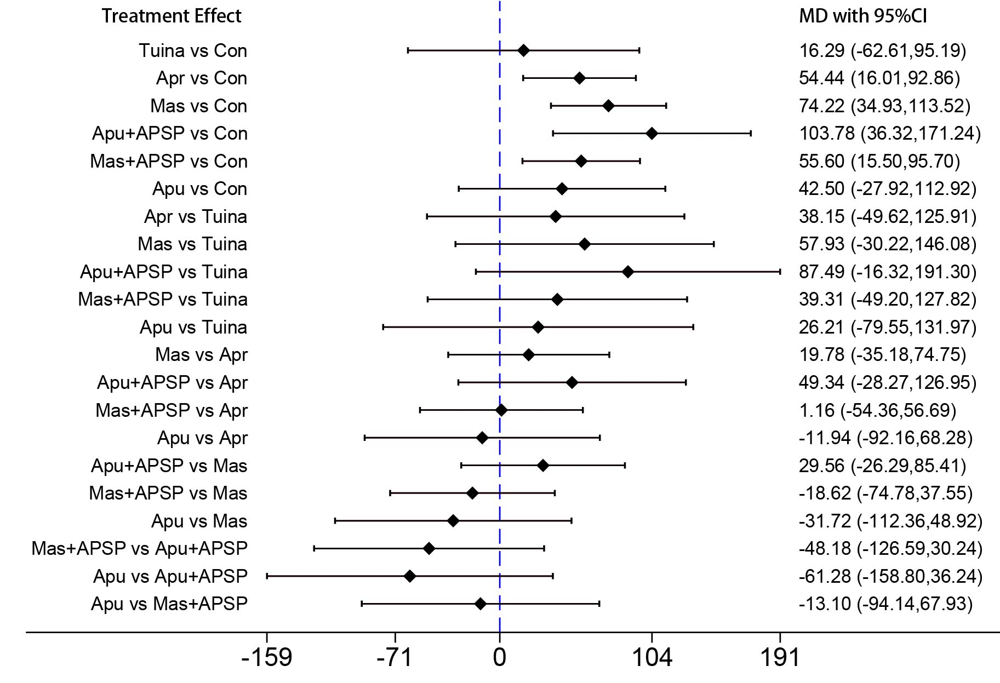 Treatment Effect MD with 95%CI
Tuina vs Con 16.29 (-62.61,95.19)
Apr vs Con 54.44 (16.01,92.86)
Mas vs Con 74.22 (34.93,113.52)
Apu+APSP vs Con 103.78 (36.32,171.24)
Mas+APSP vs Con 55.60 (15.50,95.70)
Apu vs Con 42.50 (-27.92,112.92)
Apr vs Tuina 38.15 (-49.62,125.91)
Mas vs Tuina 57.93 (-30.22,146.08)
Apu+APSP vs Tuina 87.49 (-16.32,191.30)
Mas+APSP vs Tuina 39.31 (-49.20,127.82)
Apu vs Tuina 26.21 (-79.55,131.97)
Mas vs Apr 19.78 (-35.18,74.75)
Apu+APSP vs Apr 49.34 (-28.27,126.95)
Mas+APSP vs Apr 1.16 (-54.36,56.69)
Apu vs Apr -11.94 (-92.16,68.28)
Apu+APSP vs Mas 29.56 (-26.29,85.41)
Mas+APSP vs Mas -18.62 (-74.78,37.55)
Apu vs Mas -31.72 (-112.36,48.92)
Mas+APSP vs Apu+APSP -48.18 (-126.59,30.24)
Apu vs Apu+APSP -61.28 (-158.80,36.24)
Apu vs Mas+APSP -13.10 (-94.14,67.93)
-159 -71 0 104 191